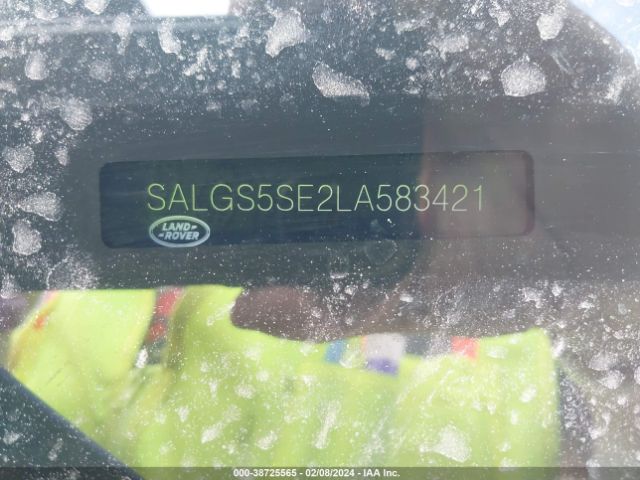 SALGS5SE2LA583421
LAND-
-ROVER
000-38725565 - 02/08/2024 - IAA Inc.